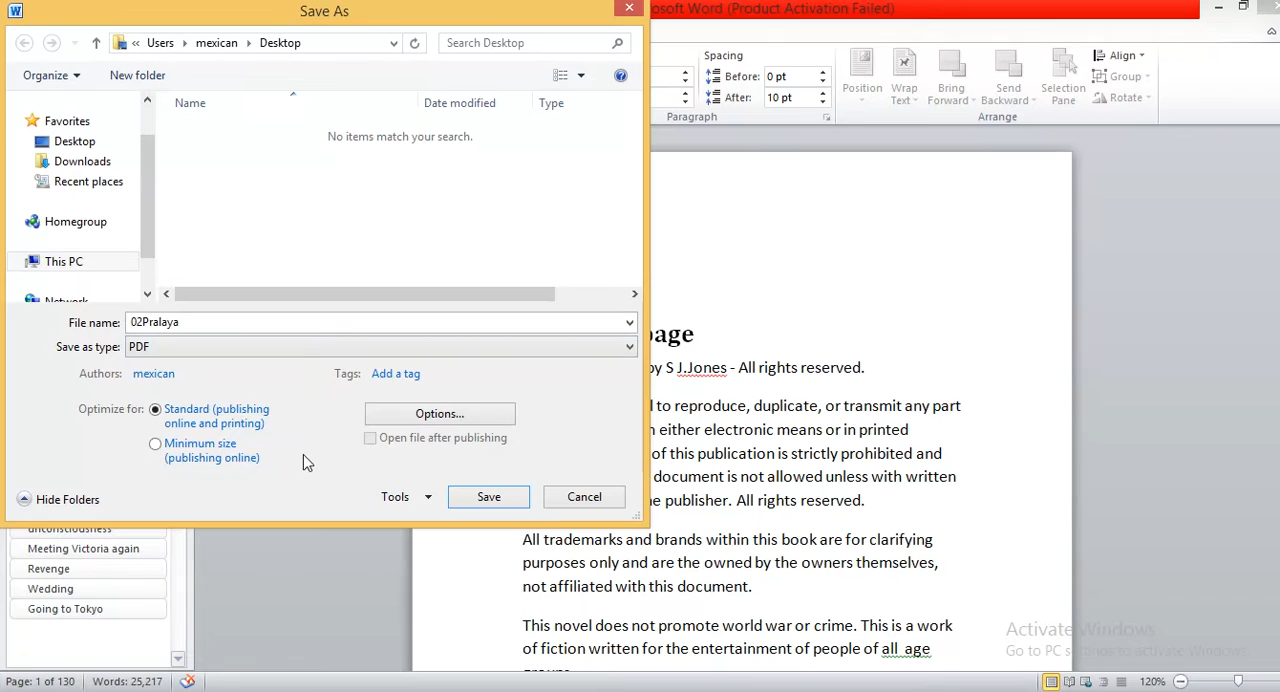 Save As
osoft Word (Product Activation Failed)
« Users mexican Desktop
Search Desktop
Organize
New folder
Name
Date modified
Type
No items match your search.
Favorites
Desktop
Downloads
Recent places
Homegroup
This PC
Network
File name: 02Pralaya
Save as type: PDF
Authors: mexican
Tags: Add a tag
Optimize for: Standard (publishing
online and printing)
Minimum size
(publishing online)
Options...
Open file after publishing
Hide Folders
Tools
Save
Cancel
Spacing
Before: 0 pt
After: 10 pt
Paragraph
Position
Wrap
Text
Bring
Forward
Send
Backward
Selection
Pane
Align
Group
Rotate
Arrange
page
by S J.Jones - All rights reserved.
l to reproduce, duplicate, or transmit any part
n either electronic means or in printed
of this publication is strictly prohibited and
document is not allowed unless with written
e publisher. All rights reserved.
All trademarks and brands within this book are for clarifying
purposes only and are the owned by the owners themselves,
not affiliated with this document.
This novel does not promote world war or crime. This is a work
of fiction written for the entertainment of people of all age
groups
unconsciousness
Meeting Victoria again
Revenge
Wedding
Going to Tokyo
Activate Windows
Go to PC settings to activate Windows.
Page: 1 of 130
Words: 25,217
120%